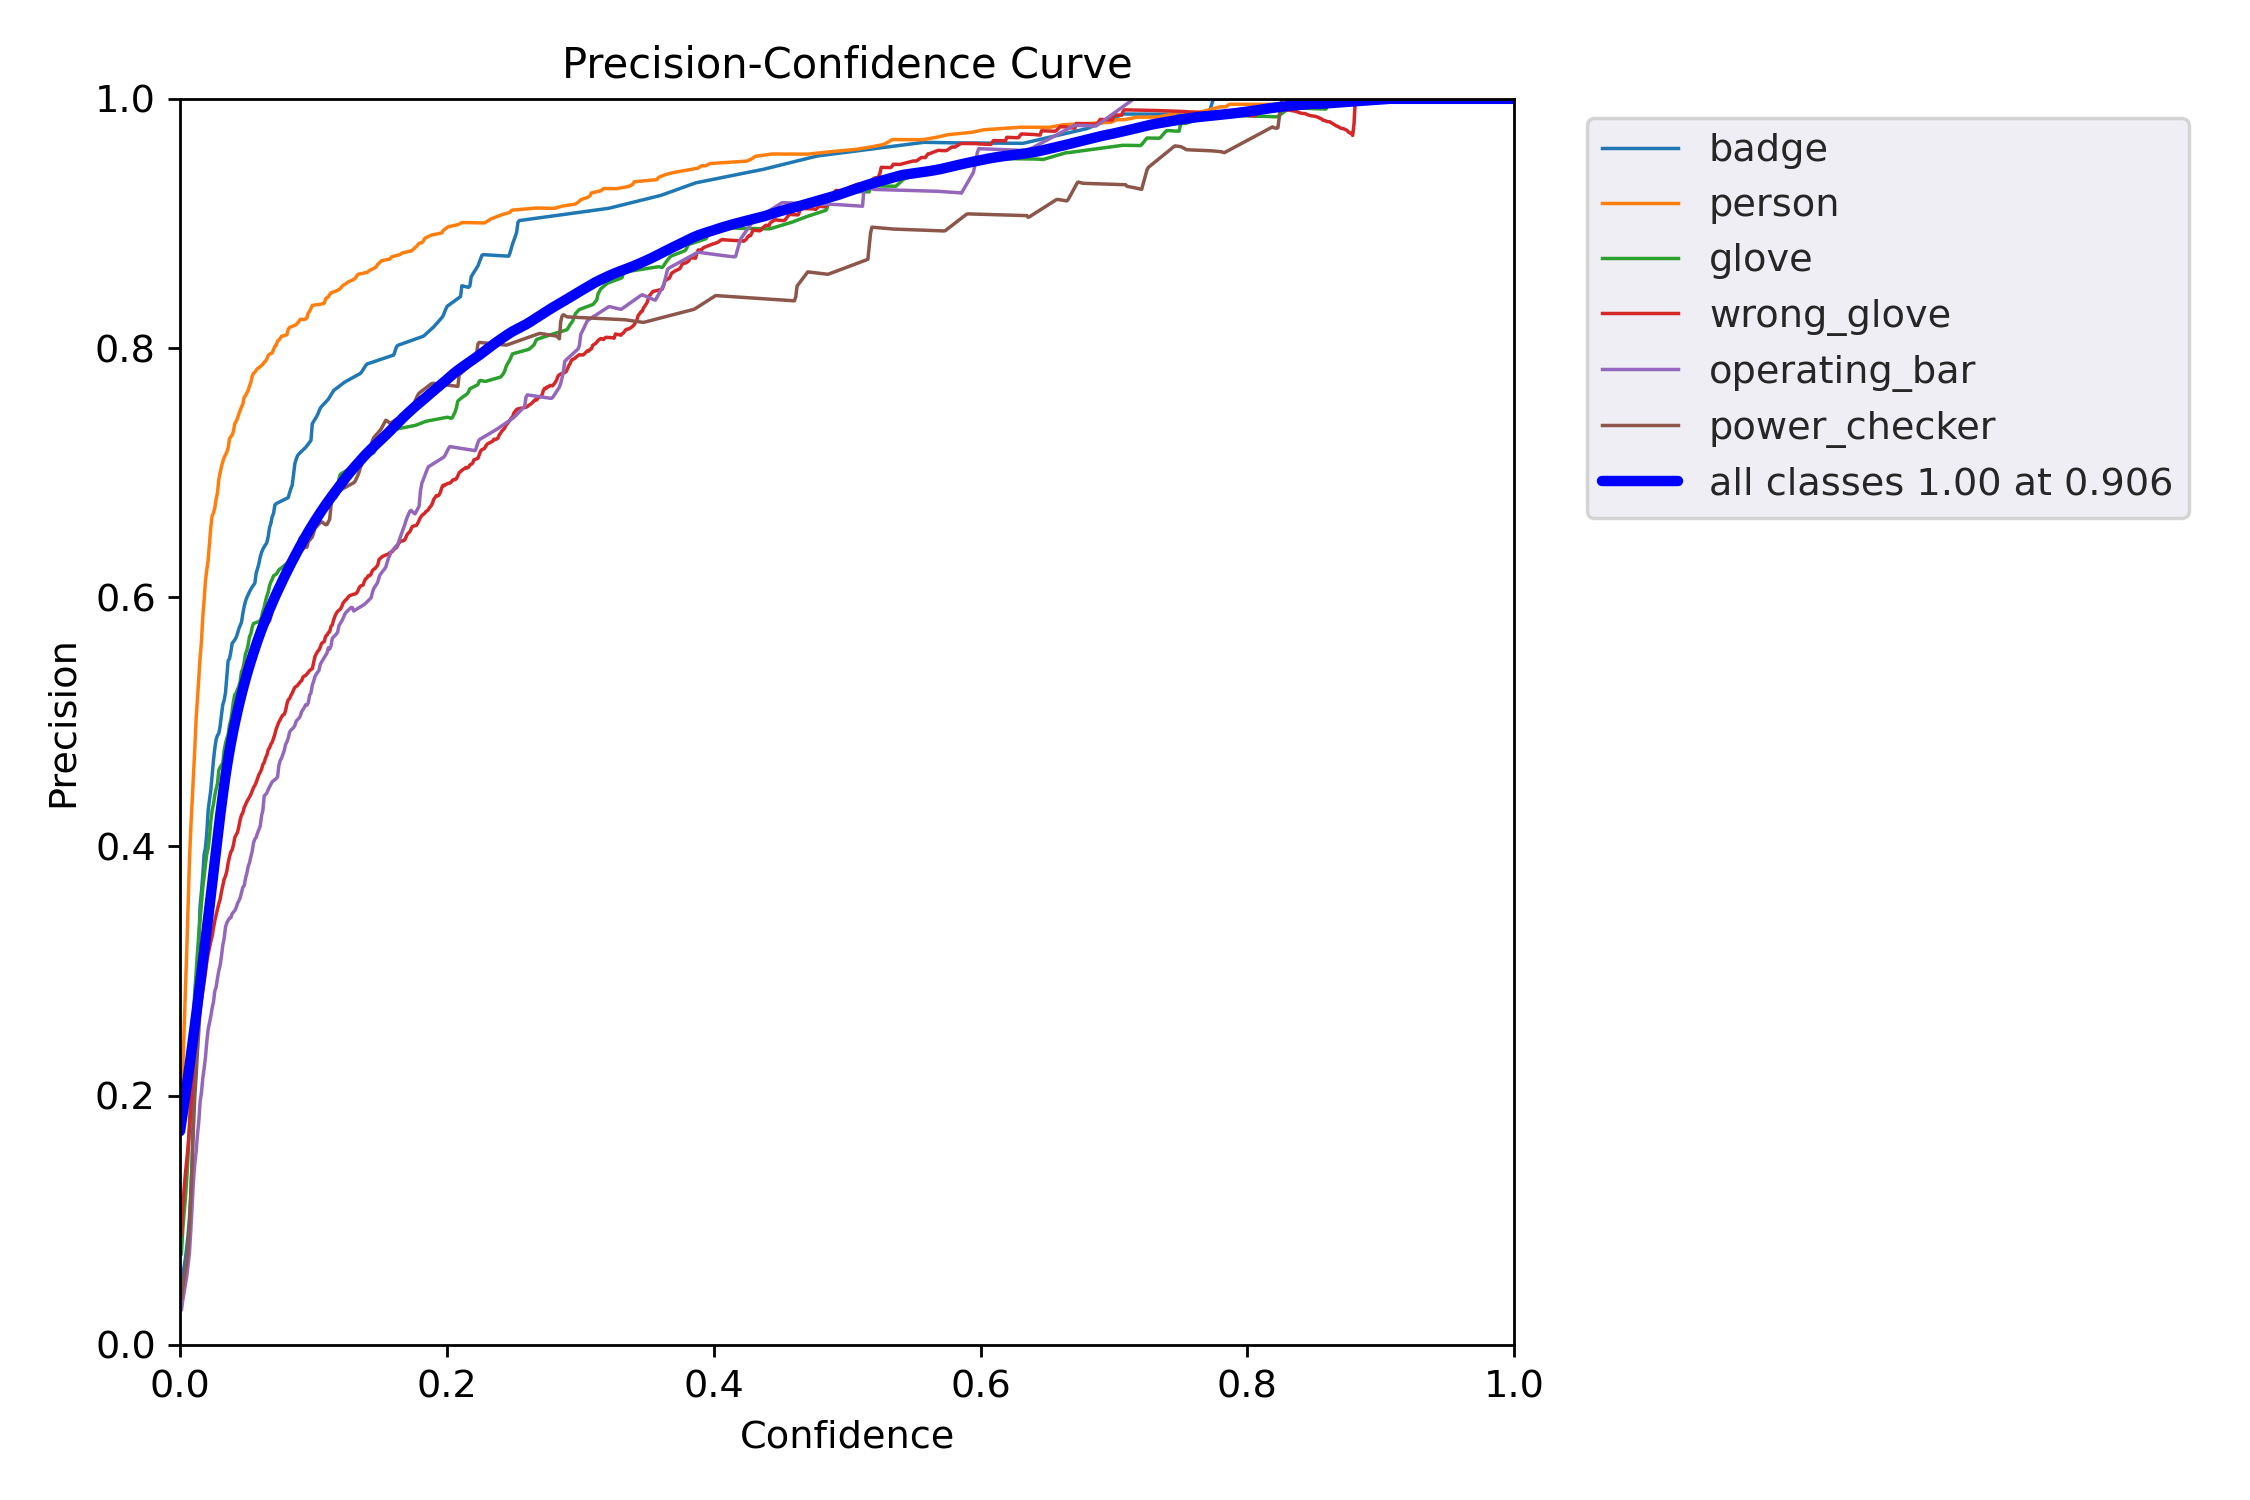 Precision-Confidence Curve
1.0
0.8
0.6
0.4
0.2
0.0
Precision
0.0 0.2 0.4 0.6 0.8 1.0
Confidence
badge
person
glove
wrong_glove
operating_bar
power_checker
all classes 1.00 at 0.906